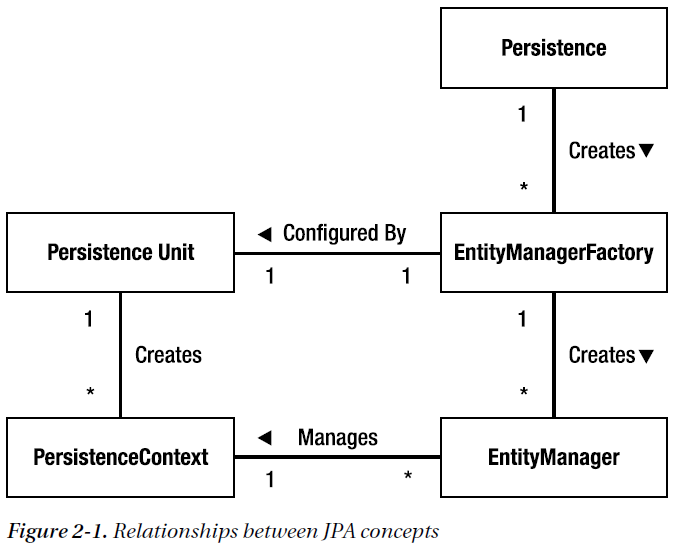 Persistence
1
Creates ▼
*
Persistence Unit
◀ Configured By
1 1
EntityManagerFactory
1
Creates
*
1
Creates ▼
*
PersistenceContext
◀ Manages
1 *
EntityManager
Figure 2-1. Relationships between JPA concepts